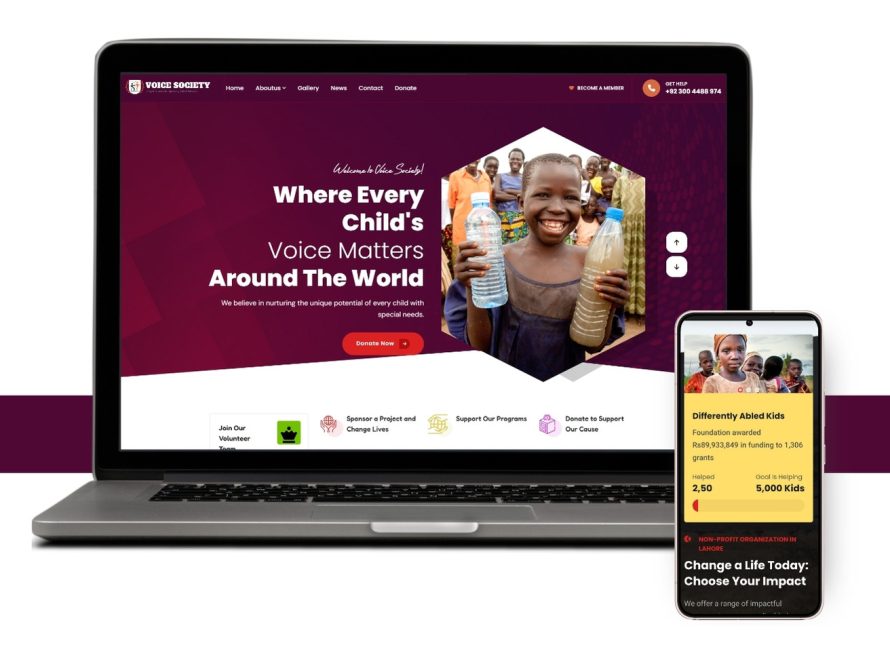 VOICE SOCIETY
Home Aboutus Gallery News Contact Donate
BECOME A MEMBER
GET HELP
+92 300 4488 974
Welcome to Voice Society!
Where Every
Child's
Voice Matters
Around The World
We believe in nurturing the unique potential of every child with
special needs.
Donate Now
Join Our
Volunteer
Team
Sponsor a Project and
Change Lives
Support Our Programs
Donate to Support
Our Cause
Differently Abled Kids
Foundation awarded
Rs89,933,849 in funding to 1,306
grants
Helped
2,50
Goal is Helping
5,000 Kids
NON-PROFIT ORGANIZATION IN
LAHORE
Change a Life Today:
Choose Your Impact
We offer a range of impactful